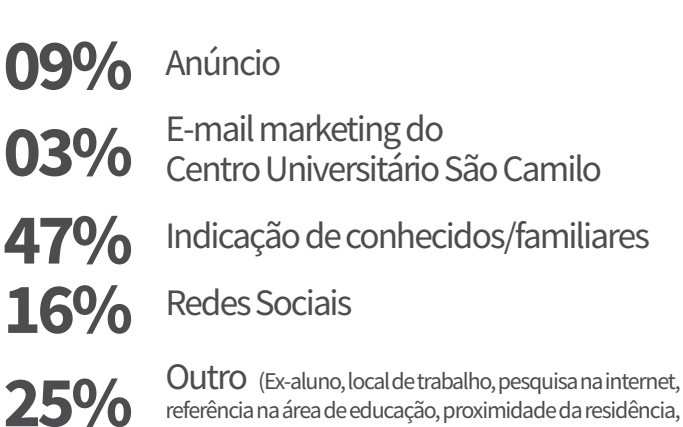 09% Anúncio
E-mail marketing do
03% Centro Universitário São Camilo
47% Indicação de conhecidos/familiares
16% Redes Sociais
25% Outro (Ex-aluno, local de trabalho, pesquisa na internet,
referência na área de educação, proximidade da residência,